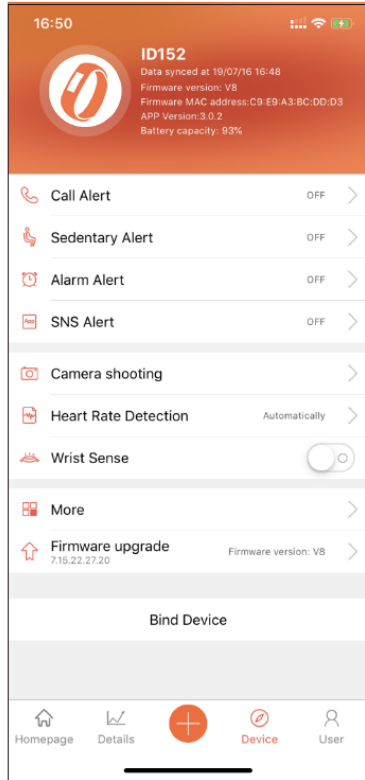 16:50
ID152
Data synced at 19/07/16 16:48
Firmware version: V8
Firmware MAC address:C9:E9:A3:BC:DD:D3
APP Version:3.0.2
Battery capacity: 93%
Call Alert OFF
Sedentary Alert OFF
Alarm Alert OFF
App SNS Alert OFF
Camera shooting
Heart Rate Detection Automatically
Wrist Sense
More
Firmware upgrade Firmware version: V8
7.15.22.27.20
Bind Device
Homepage Details Device User